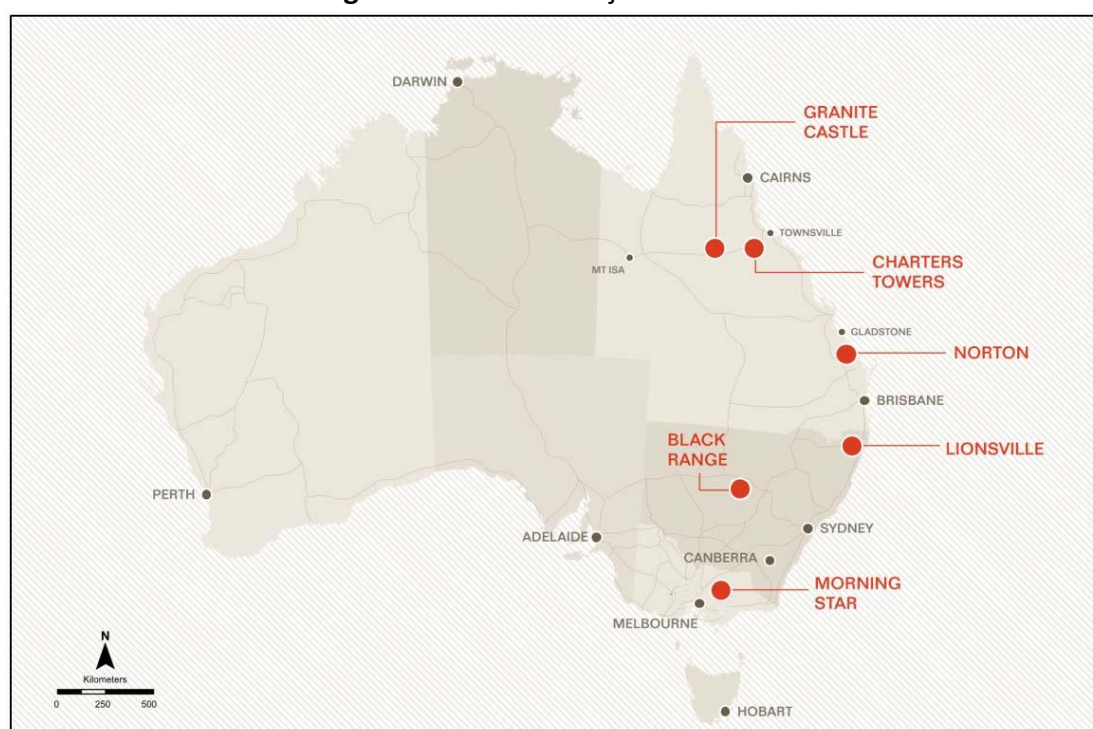 DARWIN
GRANITE
CASTLE
CAIRNS
TOWNSVILLE
MT ISA
CHARTERS
TOWERS
GLADSTONE
NORTON
BRISBANE
BLACK
RANGE
LIONSVILLE
PERTH
SYDNEY
ADELAIDE
CANBERRA
MORNING
STAR
MELBOURNE
N
Kilometers
0 250 500
HOBART